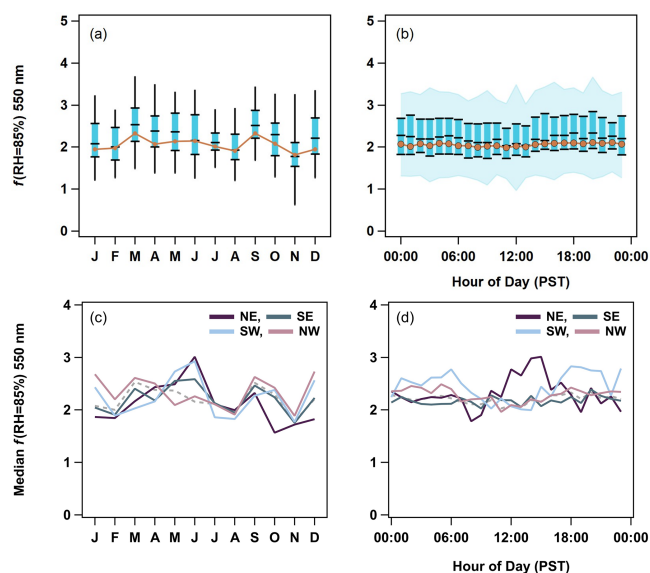 (a)
(b)
f(RH=85%) 550 nm
5
4
3
2
1
0
J F M A M J J A S O N D
5
4
3
2
1
0
00:00 06:00 12:00 18:00 00:00
Hour of Day (PST)
(c)
NE, SE
SW, NW
(d)
NE, SE
SW, NW
Median f(RH=85%) 550 nm
4
3
2
1
0
J F M A M J J A S O N D
4
3
2
1
0
00:00 06:00 12:00 18:00 00:00
Hour of Day (PST)